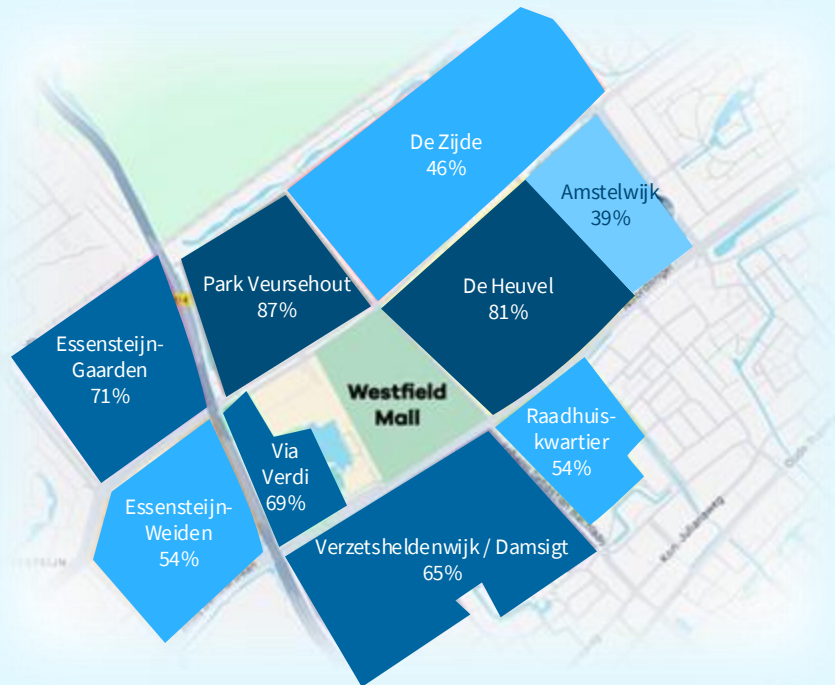 De Zijde
46%
Amstelwijk
39%
Park Veursehout
87%
De Heuvel
81%
Essensteijn-
Gaarden
71%
Westfield
Mall
Raadhuis-
kwartier
54%
Via
Verdi
69%
Essensteijn-
Weiden
54%
Verzetsheldenwijk / Damsigt
65%